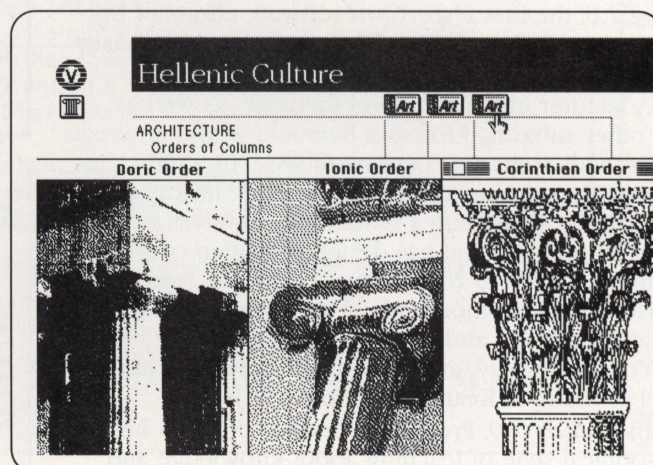 V
Hellenic Culture
Art Art Art
ARCHITECTURE
Orders of Columns
Doric Order Ionic Order Corinthian Order